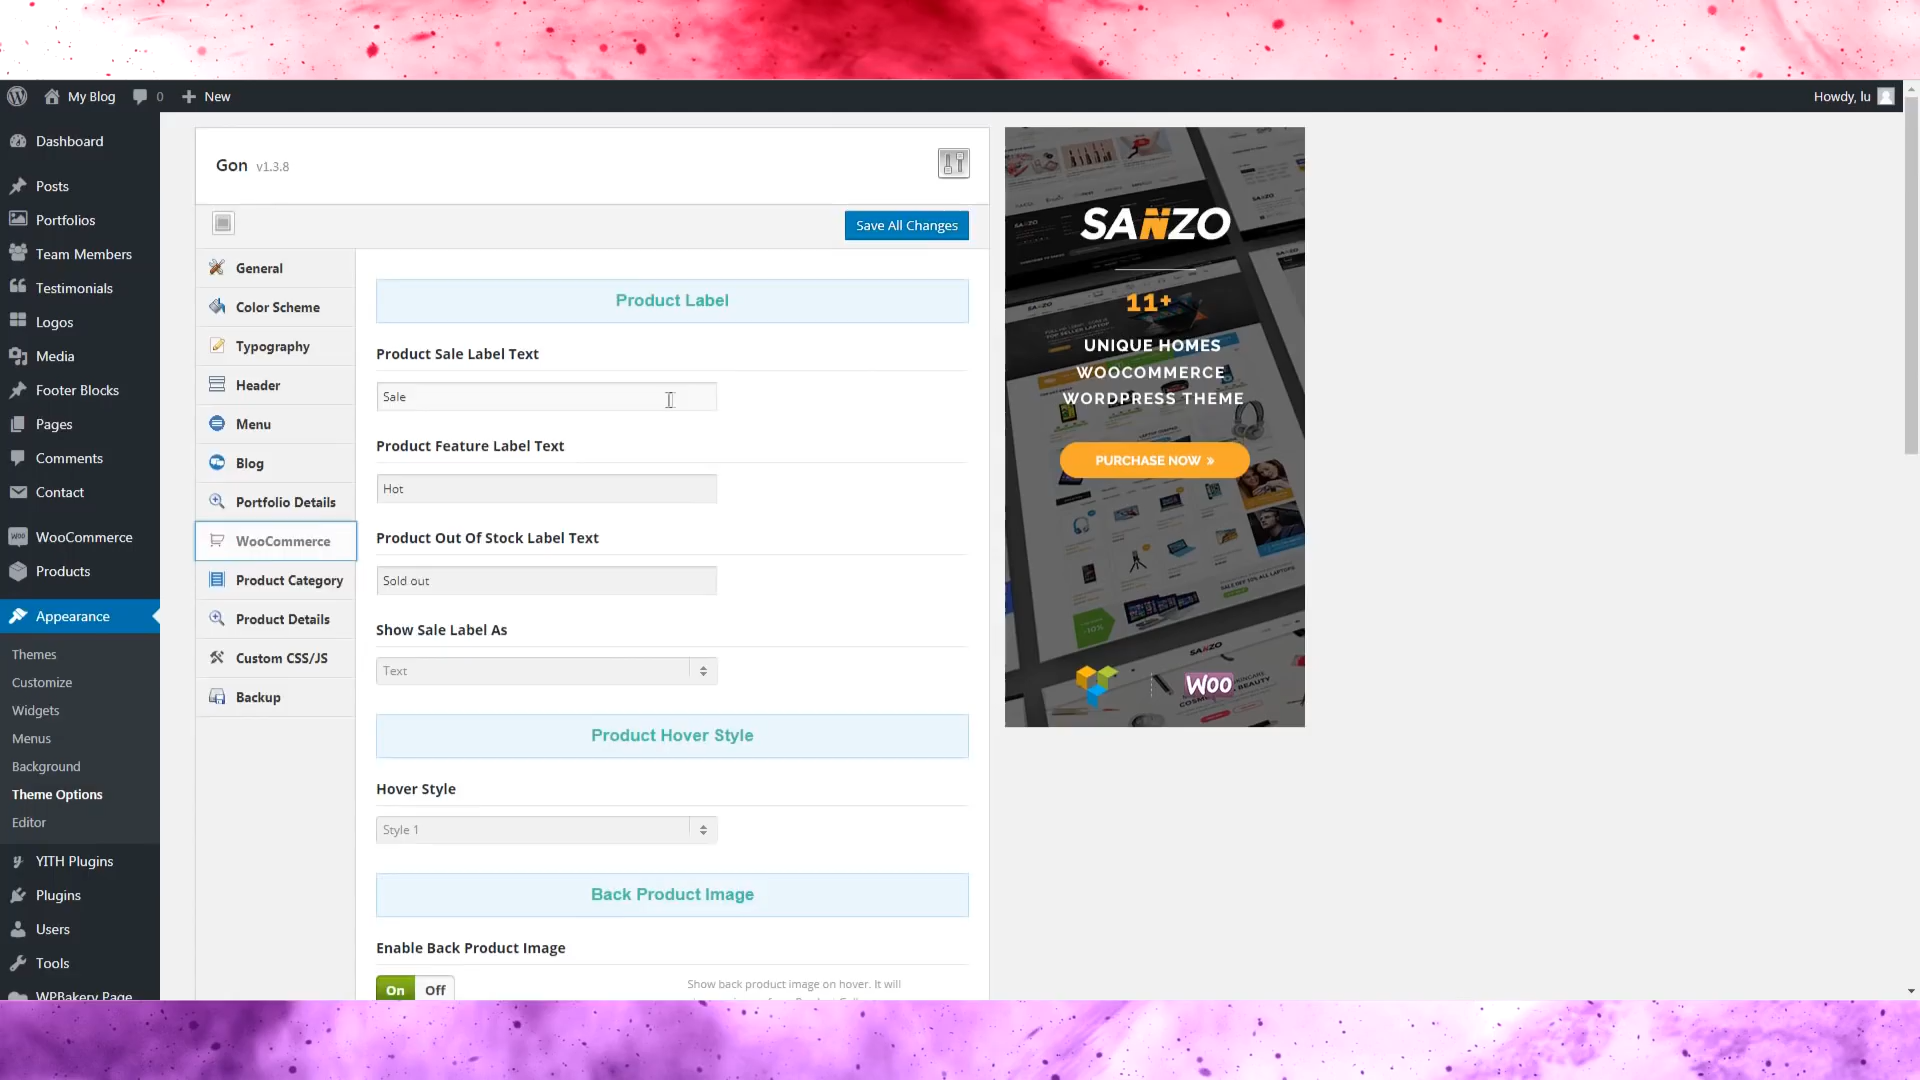 My Blog
0
New
Howdy, lu
Dashboard
Posts
Portfolios
Team Members
Testimonials
Logos
Media
Footer Blocks
Pages
Comments
Contact
WooCommerce
Products
Appearance
Themes
Customize
Widgets
Menus
Background
Theme Options
Editor
YITH Plugins
Plugins
Users
Tools
WPBakery Page
Gon v1.3.8
Save All Changes
General
Color Scheme
Typography
Header
Menu
Blog
Portfolio Details
WooCommerce
Product Category
Product Details
Custom CSS/JS
Backup
Product Label
Product Sale Label Text
Sale
Product Feature Label Text
Hot
Product Out Of Stock Label Text
Sold out
Show Sale Label As
Text
Product Hover Style
Hover Style
Style 1
Back Product Image
Enable Back Product Image
On Off
Show back product image on hover. It will
SANZO
11+
UNIQUE HOMES
WOOCOMMERCE
WORDPRESS THEME
PURCHASE NOW »
-10%
SANZO
WOO